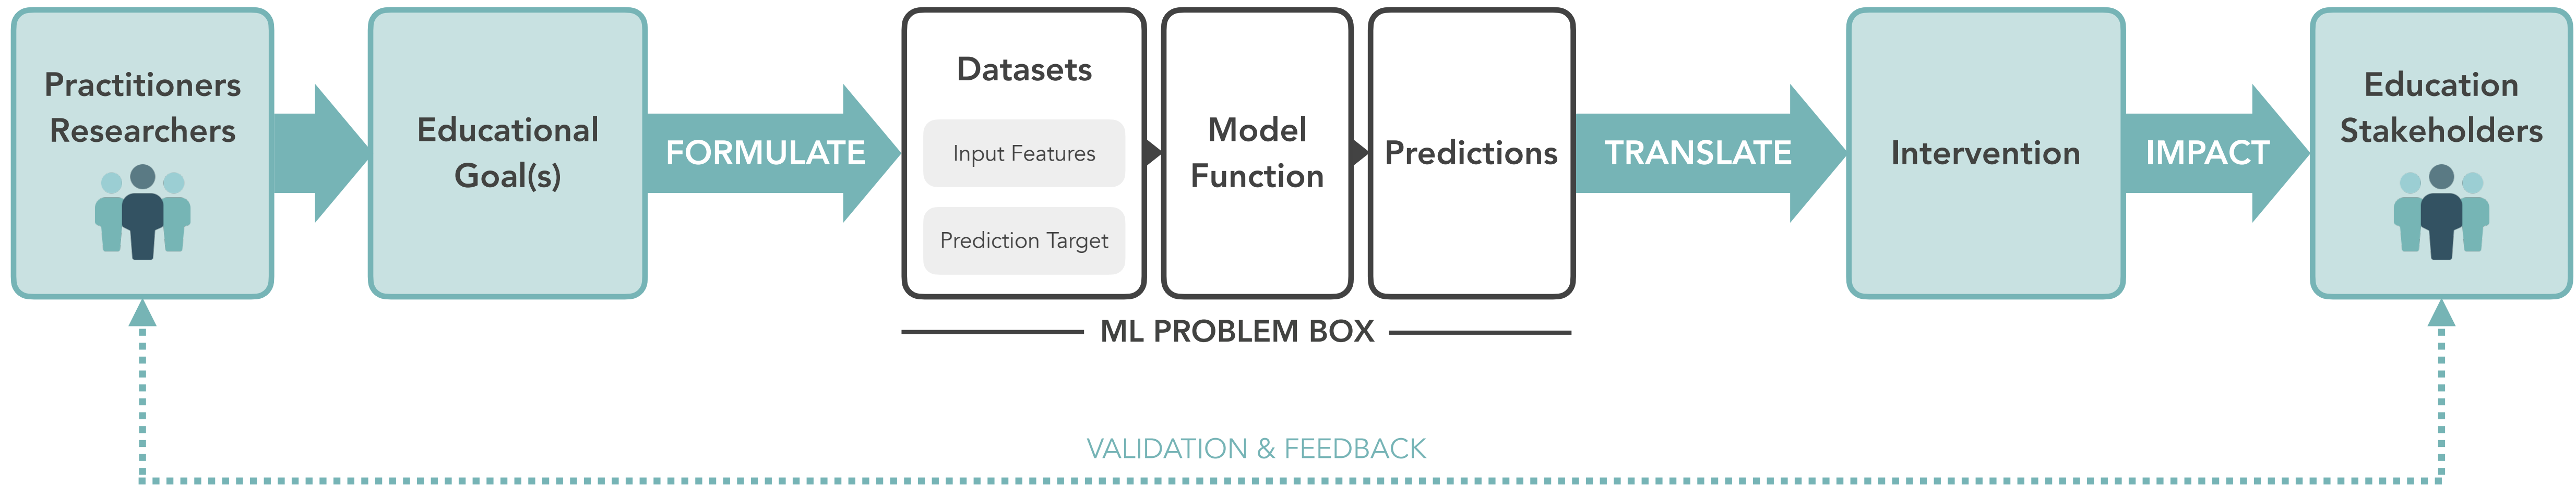 Practitioners
Researchers
Educational
Goal(s)
FORMULATE
Datasets
Input Features
Prediction Target
Model
Function
Predictions
ML PROBLEM BOX
TRANSLATE
Intervention
IMPACT
Education
Stakeholders
VALIDATION & FEEDBACK